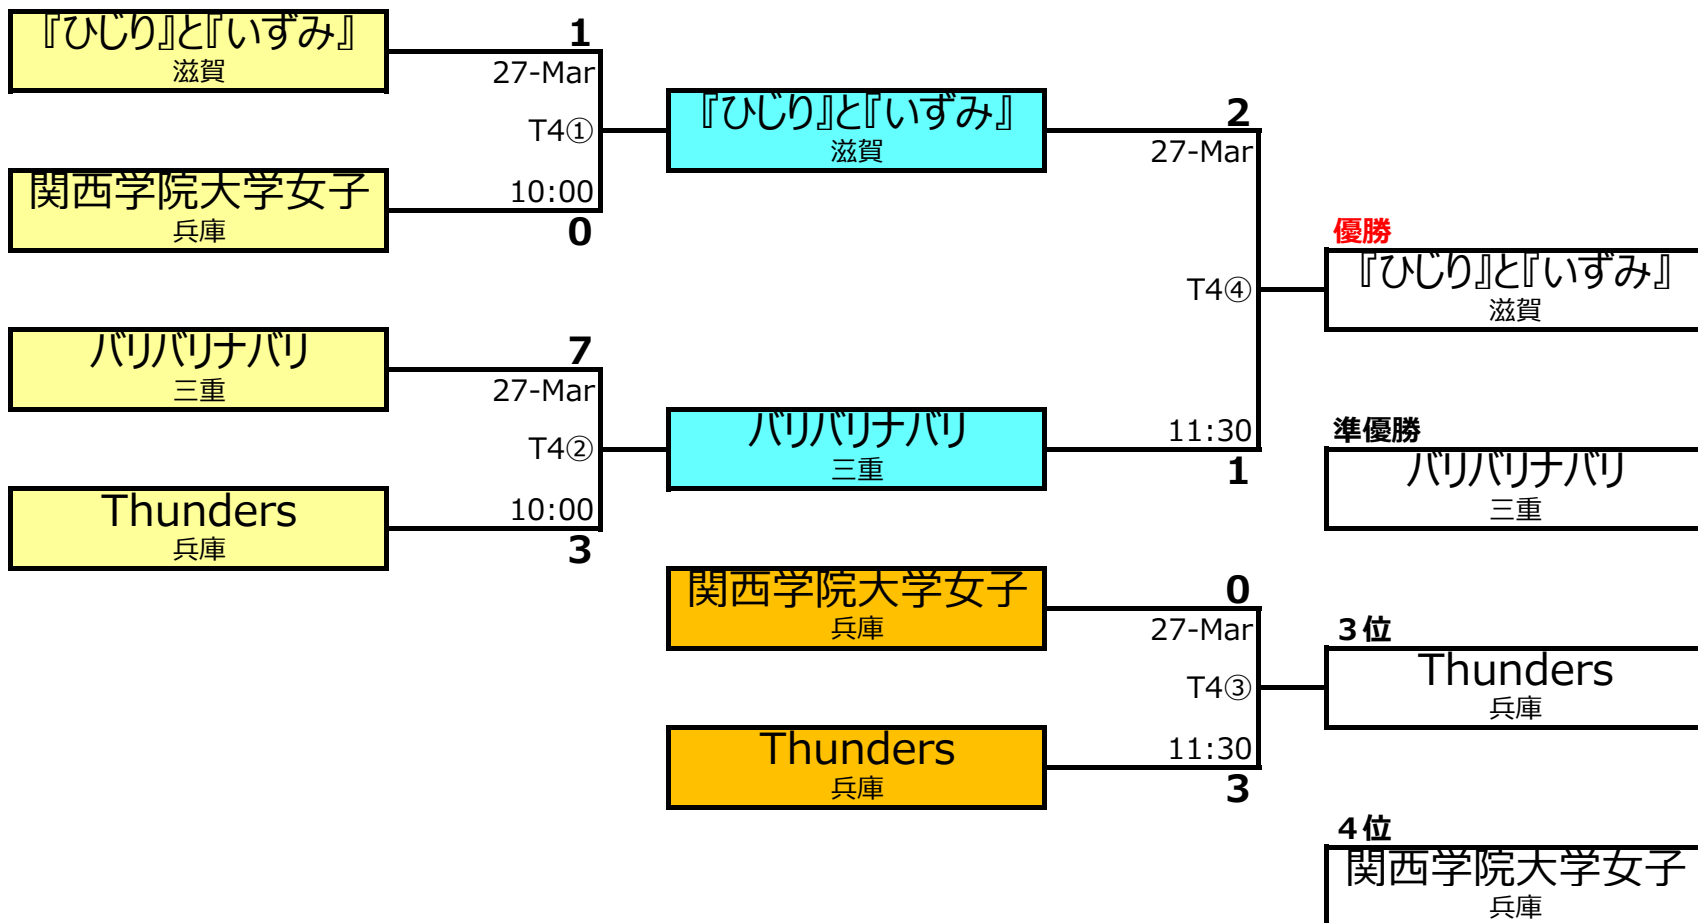 『ひじり』と『いずみ』
滋賀
1
27-Mar
T4①
10:00
0
関西学院大学女子
兵庫
バリバリナバリ
三重
7
27-Mar
T4②
10:00
3
Thunders
兵庫
『ひじり』と『いずみ』
滋賀
2
27-Mar
T4④
11:30
1
バリバリナバリ
三重
関西学院大学女子
兵庫
0
27-Mar
T4③
11:30
3
Thunders
兵庫
優勝
『ひじり』と『いずみ』
滋賀
準優勝
バリバリナバリ
三重
3位
Thunders
兵庫
4位
関西学院大学女子
兵庫